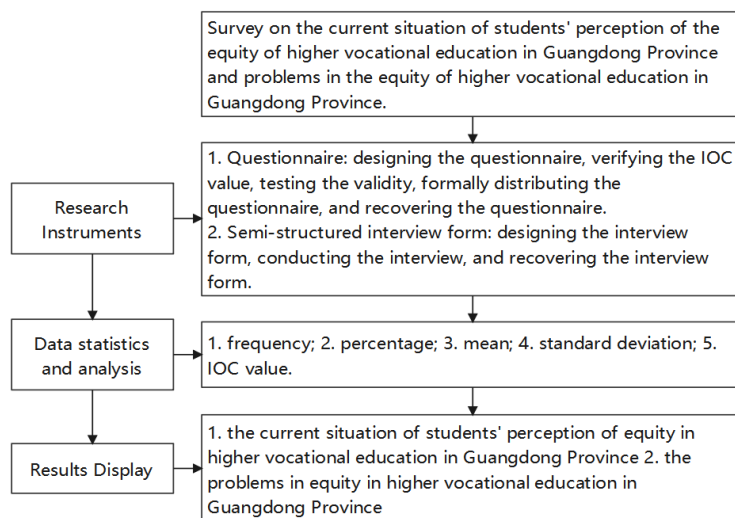 Survey on the current situation of students' perception of the
equity of higher vocational education in Guangdong Province
and problems in the equity of higher vocational education in
Guangdong Province.
Research
Instruments
1. Questionnaire: designing the questionnaire, verifying the IOC
value, testing the validity, formally distributing the
questionnaire, and recovering the questionnaire.
2. Semi-structured interview form: designing the interview
form, conducting the interview, and recovering the interview
form.
Data statistics
and analysis
1. frequency; 2. percentage; 3. mean; 4. standard deviation; 5.
IOC value.
Results Display
1. the current situation of students' perception of equity in
higher vocational education in Guangdong Province 2. the
problems in equity in higher vocational education in
Guangdong Province